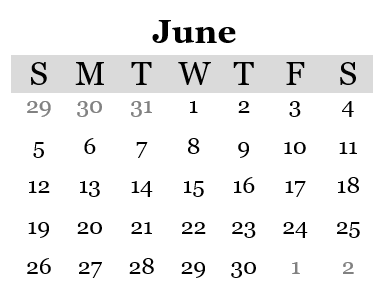 June
S M T W T F S
29 30 31 1 2 3 4
5 6 7 8 9 10 11
12 13 14 15 16 17 18
19 20 21 22 23 24 25
26 27 28 29 30 1 2